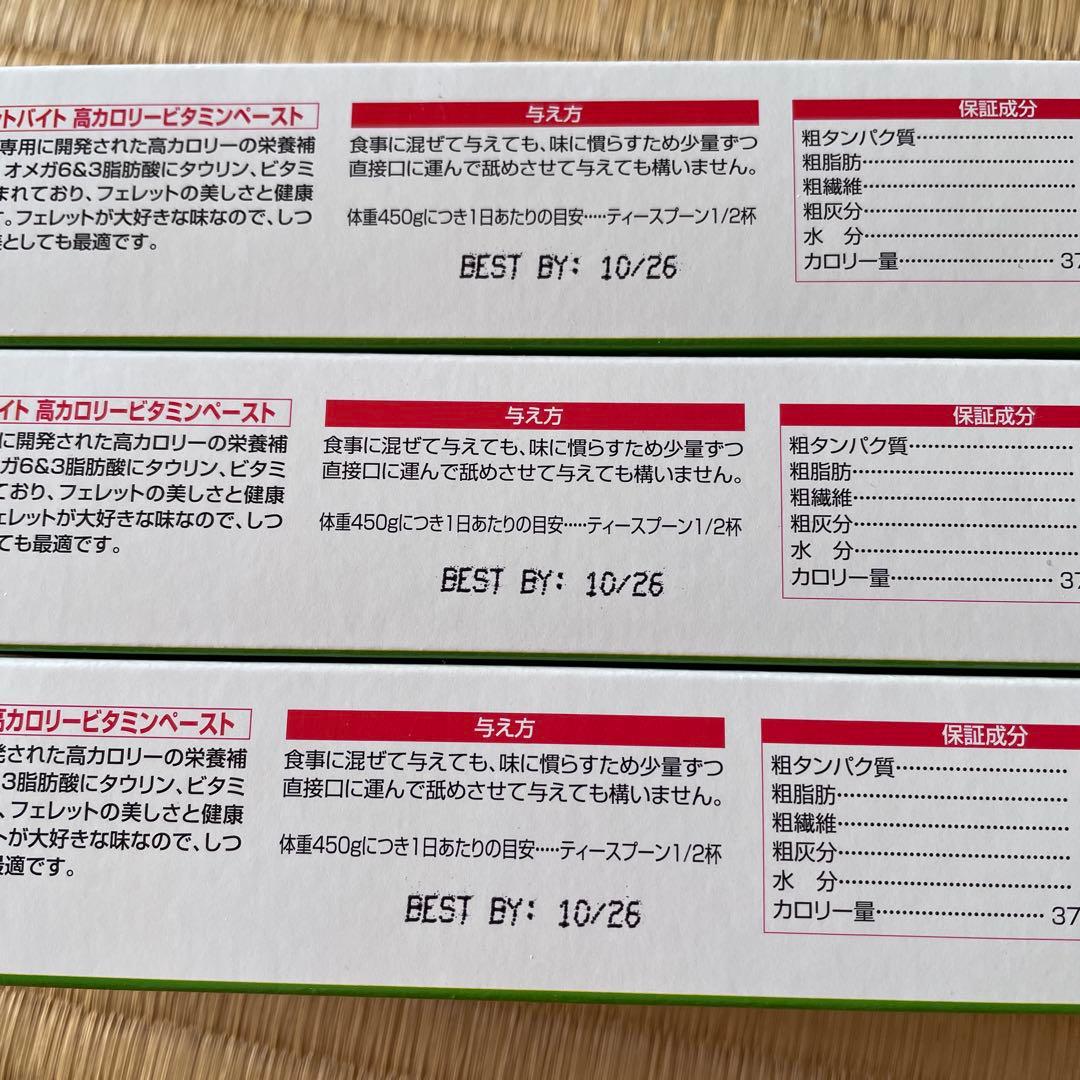 ットバイト 高カロリービタミンペースト
専用に開発された高カロリーの栄養補
オメガ6&3脂肪酸にタウリン、ビタミ
まれており、フェレットの美しさと健康
す。フェレットが大好きな味なので、しつ
としても最適です。
与え方
食事に混ぜて与えても、味に慣らすため少量ずつ
直接口に運んで舐めさせて与えても構いません。
体重450gにつき1日あたりの目安‥‥‥ティースプーン1/2杯
BEST BY: 10/26
保証成分
粗タンパク質
粗脂肪
粗繊維
粗灰分
水 分
カロリー量 37
イト 高カロリービタミンペースト
に開発された高カロリーの栄養補
ガ6&3脂肪酸にタウリン、ビタミ
ており、フェレットの美しさと健康
ェレットが大好きな味なので、しつ
ても最適です。
与え方
食事に混ぜて与えても、味に慣らすため少量ずつ
直接口に運んで舐めさせて与えても構いません。
体重450gにつき1日あたりの目安‥‥‥ティースプーン1/2杯
BEST BY: 10/26
保証成分
粗タンパク質
粗脂肪
粗繊維
粗灰分
水 分
カロリー量 37
高カロリービタミンペースト
発された高カロリーの栄養補
3脂肪酸にタウリン、ビタミ
、フェレットの美しさと健康
トが大好きな味なので、しつ
最適です。
与え方
食事に混ぜて与えても、味に慣らすため少量ずつ
直接口に運んで舐めさせて与えても構いません。
体重450gにつき1日あたりの目安‥‥‥ティースプーン1/2杯
BEST BY: 10/26
保証成分
粗タンパク質
粗脂肪
粗繊維
粗灰分
水 分
カロリー量 37